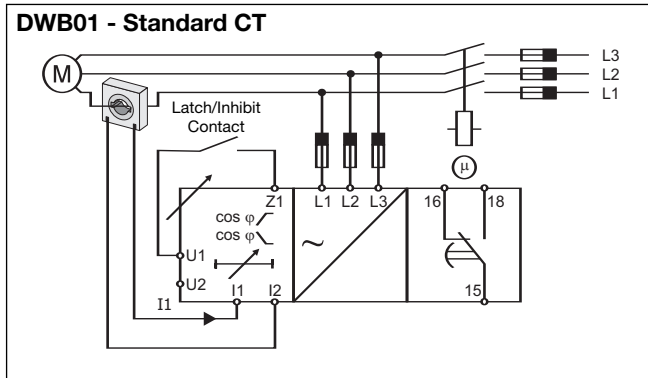 DWB01 - Standard CT
L3
M
L2
L1
Latch/Inhibit
Contact
μ
Z1
L1 L2 L3
16
18
cos φ
cos φ
~
U1
U2
I1
I1
I2
15